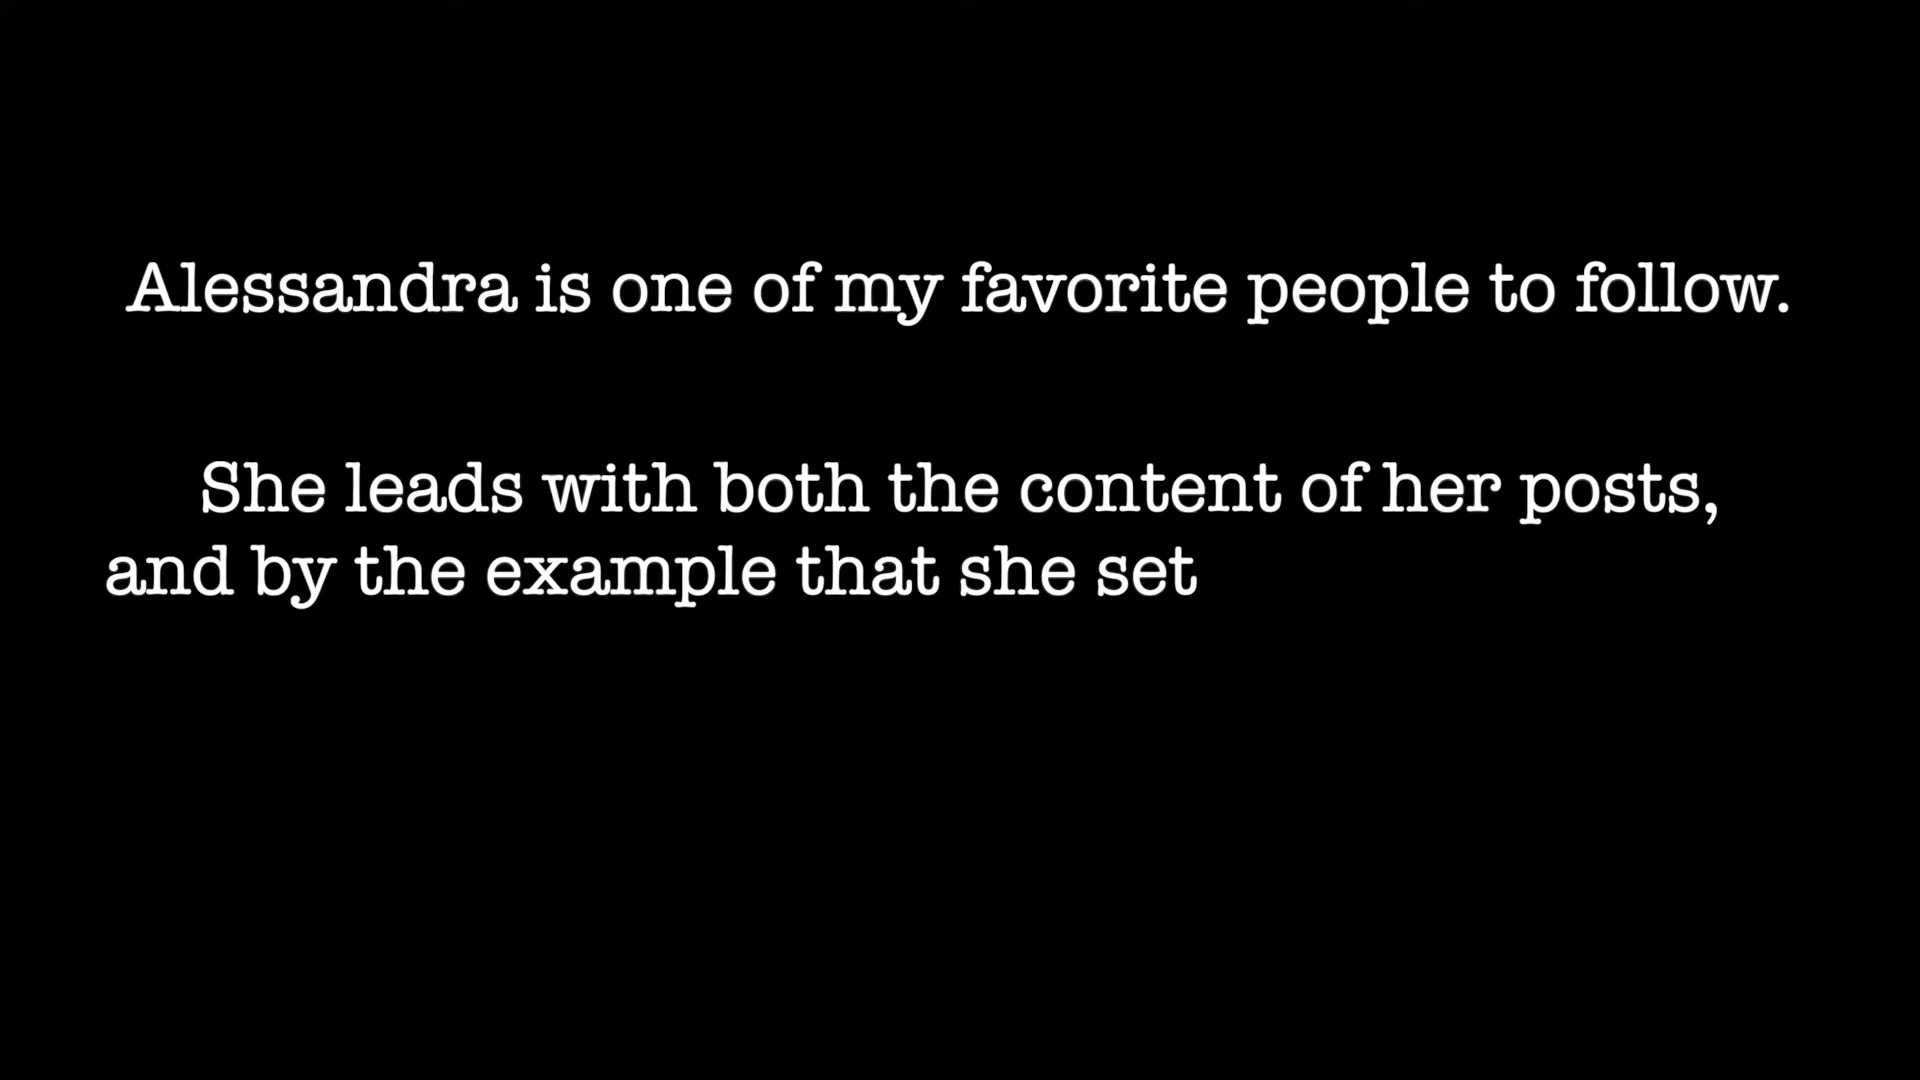 Alessandra is one of my favorite people to follow.
She leads with both the content of her posts,
and by the example that she set